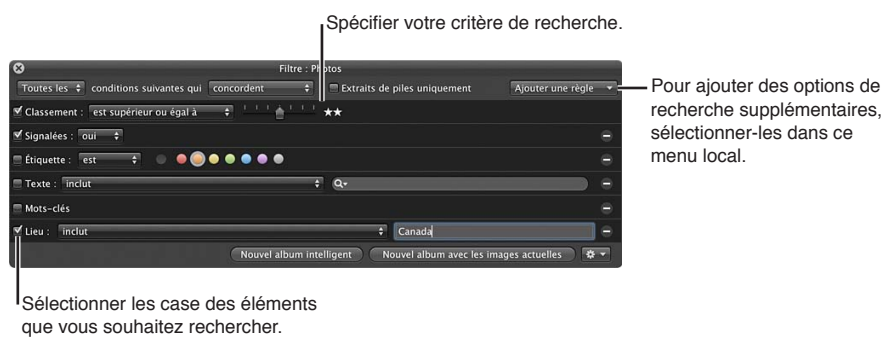 Spécifier votre critère de recherche.
Filtre : Photos
Toutes les conditions suivantes qui concordent Extraits de piles uniquement Ajouter une règle
Classement : est supérieur ou égal à ★★
Signalées : oui
Étiquette : est
Texte : inclut
Mots-clés
Lieu : inclut Canada
Nouvel album intelligent Nouvel album avec les images actuelles
Pour ajouter des options de
recherche supplémentaires,
sélectionner-les dans ce
menu local.
Sélectionner les case des éléments
que vous souhaitez rechercher.